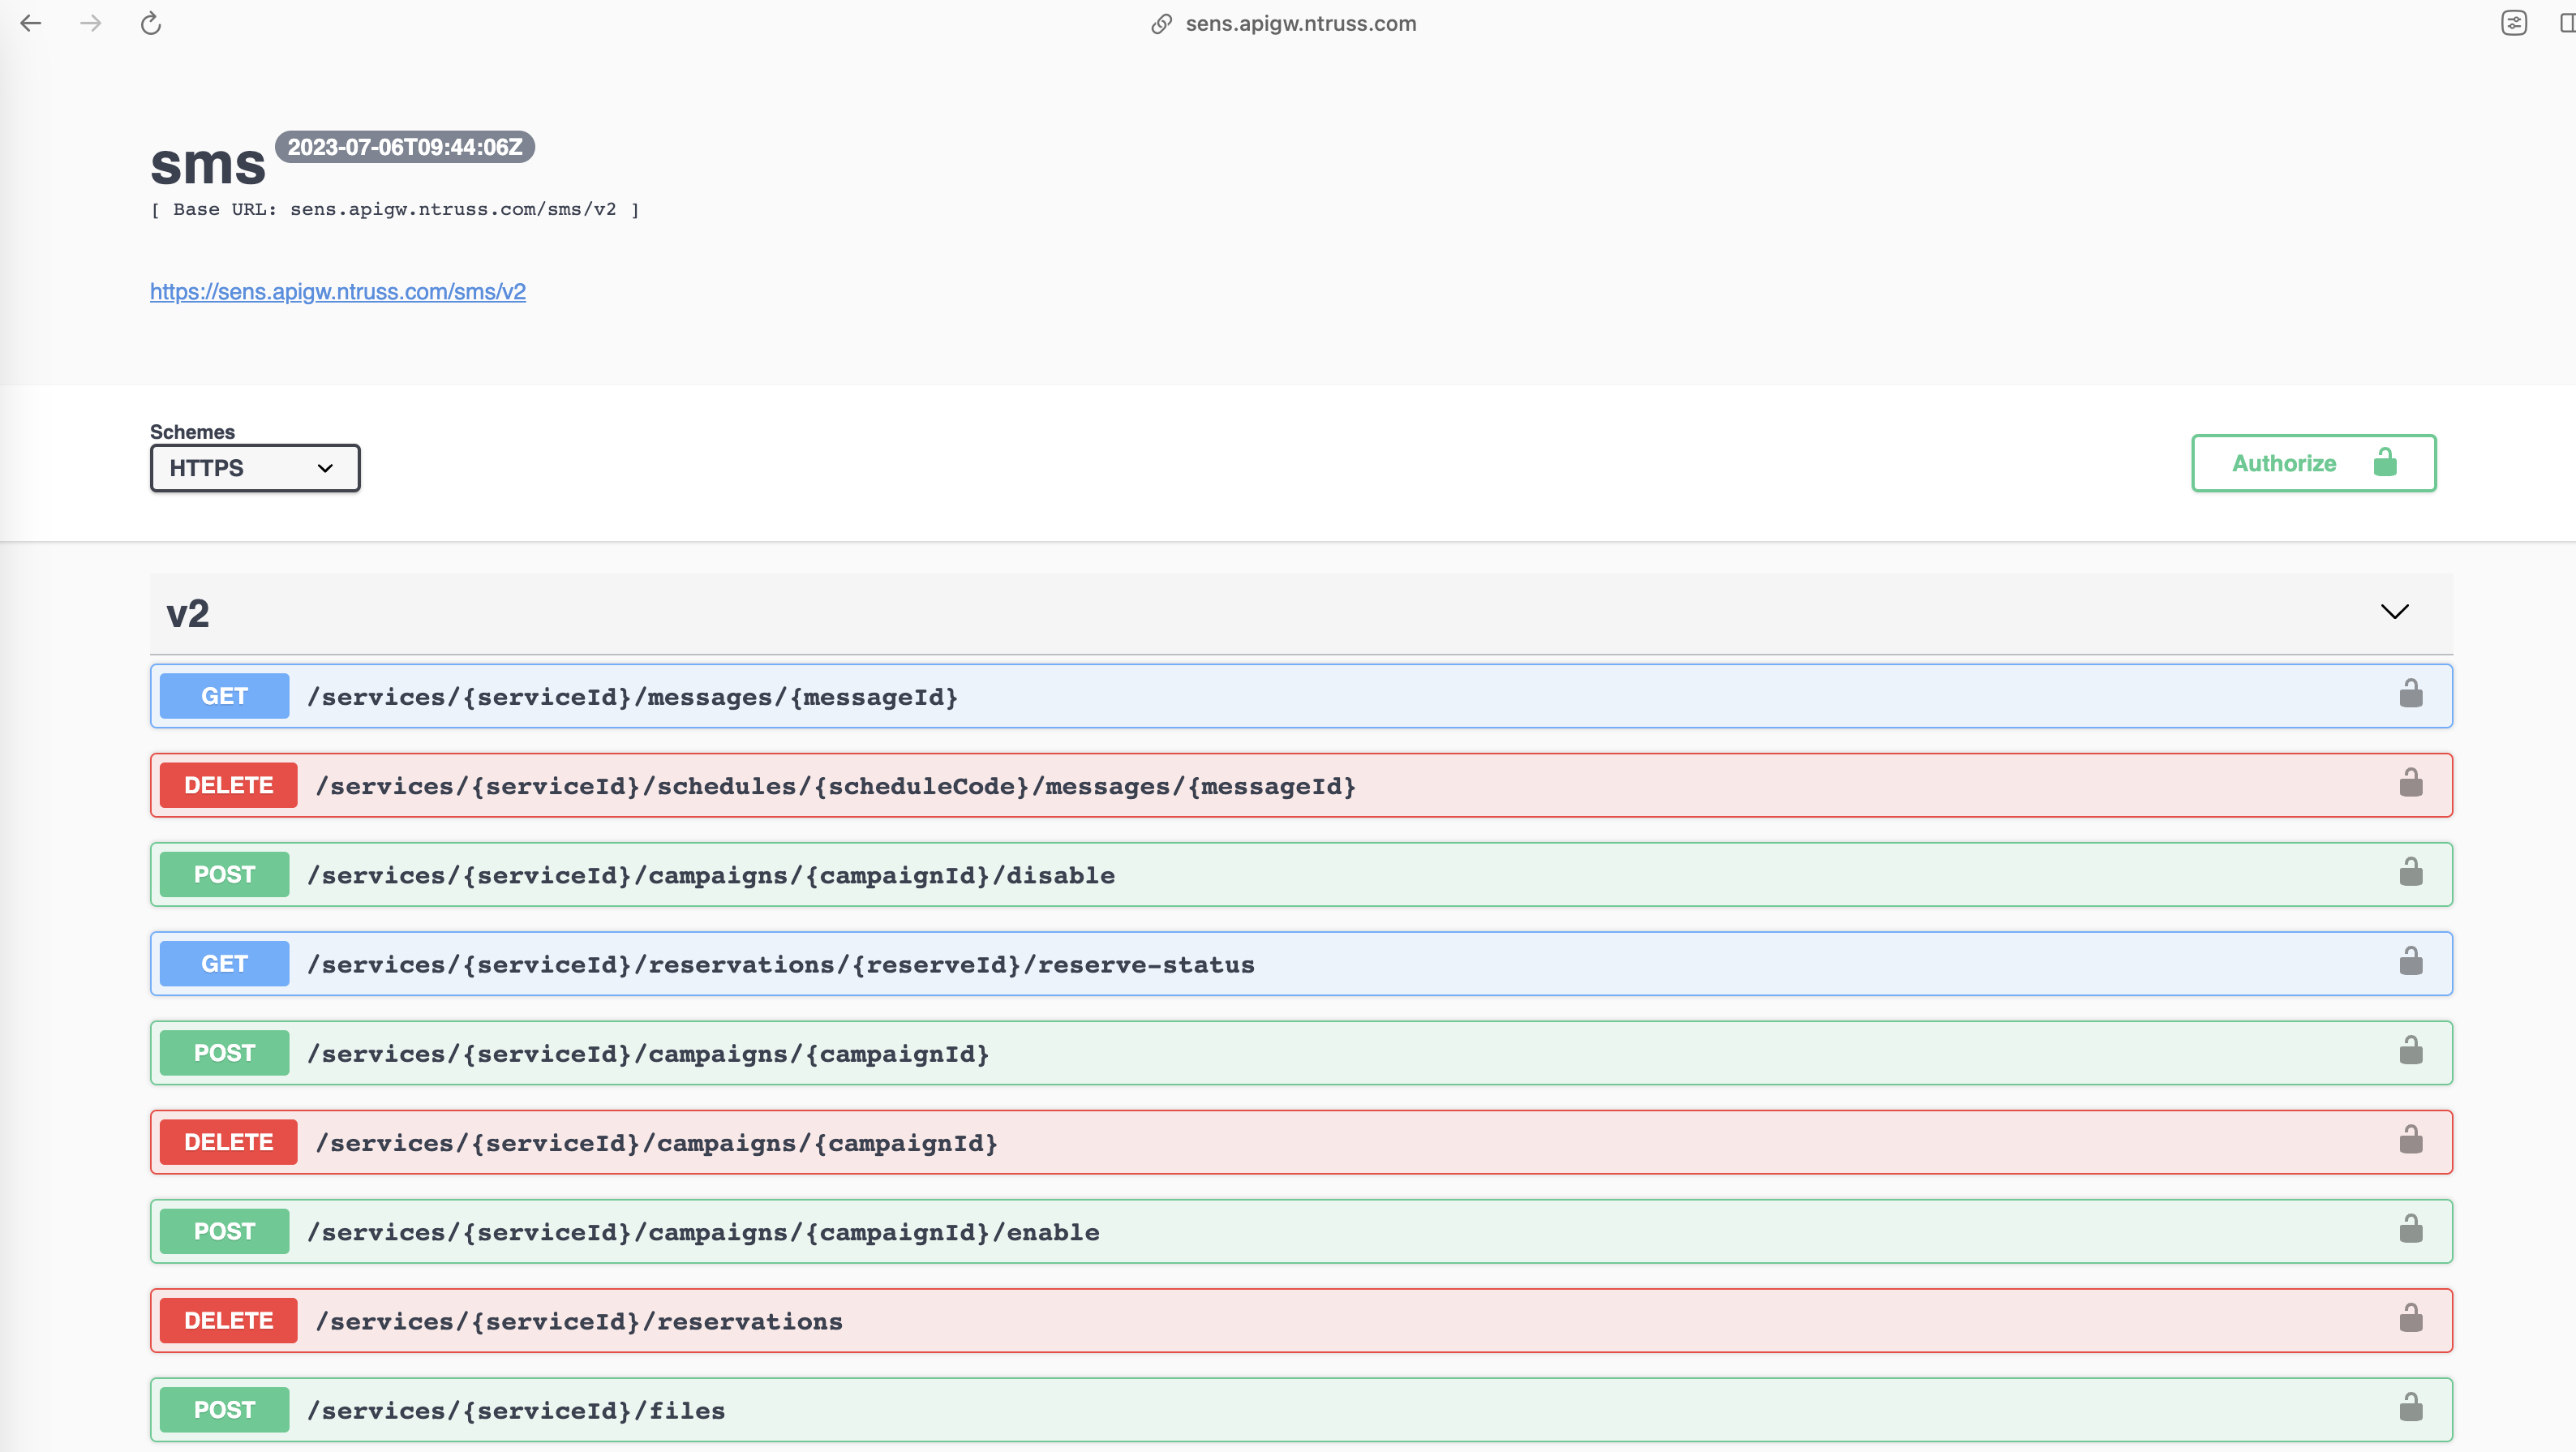 sens.apigw.ntruss.com
sms 2023-07-06T09:44:06Z
[ Base URL: sens.apigw.ntruss.com/sms/v2 ]
https://sens.apigw.ntruss.com/sms/v2
Schemes
HTTPS
Authorize
v2
GET /services/{serviceId}/messages/{messageId}
DELETE /services/{serviceId}/schedules/{scheduleCode}/messages/{messageId}
POST /services/{serviceId}/campaigns/{campaignId}/disable
GET /services/{serviceId}/reservations/{reserveId}/reserve-status
POST /services/{serviceId}/campaigns/{campaignId}
DELETE /services/{serviceId}/campaigns/{campaignId}
POST /services/{serviceId}/campaigns/{campaignId}/enable
DELETE /services/{serviceId}/reservations
POST /services/{serviceId}/files